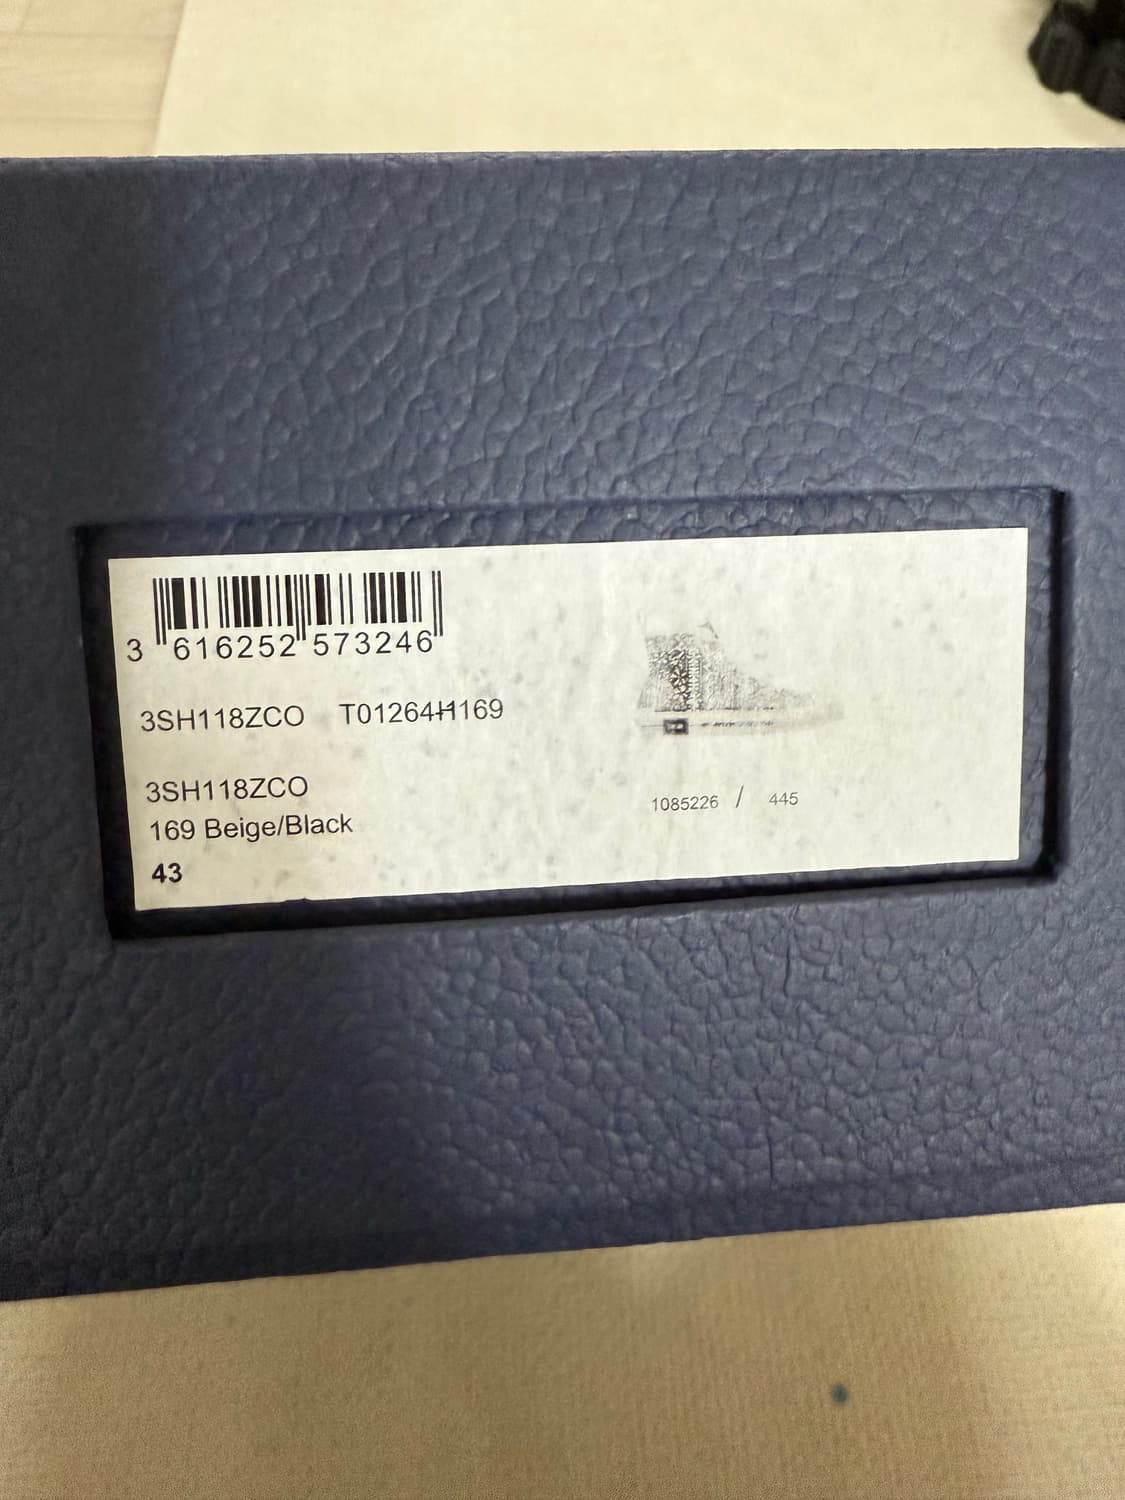 3 616252 573246
3SH118ZCO T01264H169
3SH118ZCO
169 Beige/Black
43
1085226 / 445